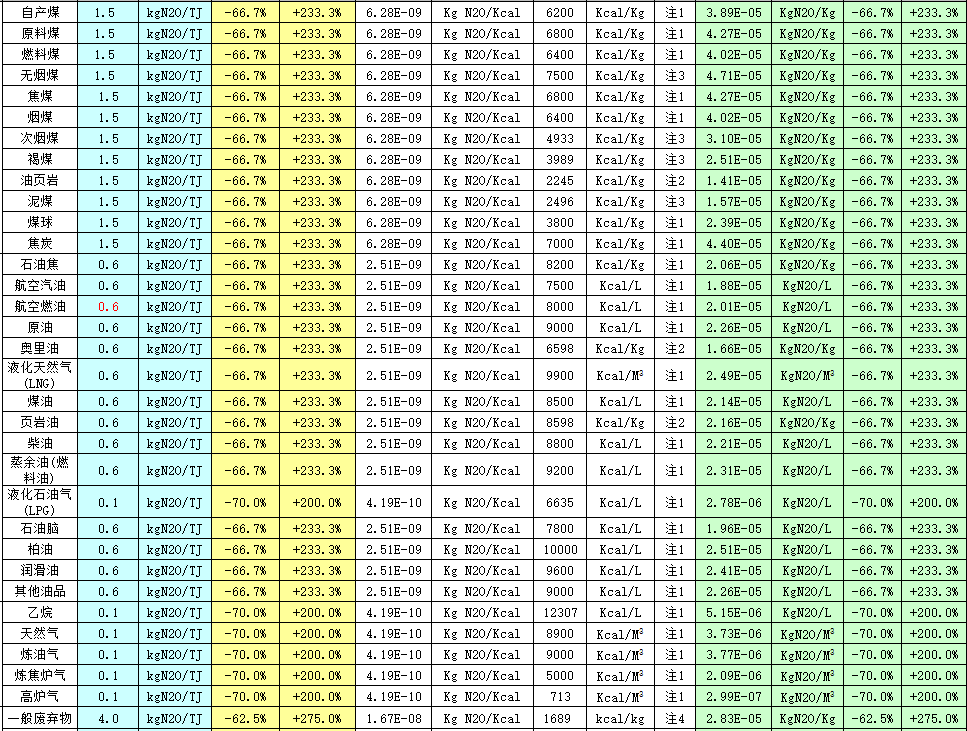 自产煤 1.5 kgN2O/TJ -66.7% +233.3% 6.28E-09 Kg N2O/Kcal 6200 Kcal/Kg 注1 3.89E-05 KgN2O/Kg -66.7% +233.3%
原料煤 1.5 kgN2O/TJ -66.7% +233.3% 6.28E-09 Kg N2O/Kcal 6800 Kcal/Kg 注1 4.27E-05 KgN2O/Kg -66.7% +233.3%
燃料煤 1.5 kgN2O/TJ -66.7% +233.3% 6.28E-09 Kg N2O/Kcal 6400 Kcal/Kg 注1 4.02E-05 KgN2O/Kg -66.7% +233.3%
无烟煤 1.5 kgN2O/TJ -66.7% +233.3% 6.28E-09 Kg N2O/Kcal 7500 Kcal/Kg 注3 4.71E-05 KgN2O/Kg -66.7% +233.3%
焦煤 1.5 kgN2O/TJ -66.7% +233.3% 6.28E-09 Kg N2O/Kcal 6800 Kcal/Kg 注1 4.27E-05 KgN2O/Kg -66.7% +233.3%
烟煤 1.5 kgN2O/TJ -66.7% +233.3% 6.28E-09 Kg N2O/Kcal 6400 Kcal/Kg 注1 4.02E-05 KgN2O/Kg -66.7% +233.3%
次烟煤 1.5 kgN2O/TJ -66.7% +233.3% 6.28E-09 Kg N2O/Kcal 4933 Kcal/Kg 注3 3.10E-05 KgN2O/Kg -66.7% +233.3%
褐煤 1.5 kgN2O/TJ -66.7% +233.3% 6.28E-09 Kg N2O/Kcal 3989 Kcal/Kg 注3 2.51E-05 KgN2O/Kg -66.7% +233.3%
油页岩 1.5 kgN2O/TJ -66.7% +233.3% 6.28E-09 Kg N2O/Kcal 2245 Kcal/Kg 注2 1.41E-05 KgN2O/Kg -66.7% +233.3%
泥煤 1.5 kgN2O/TJ -66.7% +233.3% 6.28E-09 Kg N2O/Kcal 2496 Kcal/Kg 注3 1.57E-05 KgN2O/Kg -66.7% +233.3%
煤球 1.5 kgN2O/TJ -66.7% +233.3% 6.28E-09 Kg N2O/Kcal 3800 Kcal/Kg 注1 2.39E-05 KgN2O/Kg -66.7% +233.3%
焦炭 1.5 kgN2O/TJ -66.7% +233.3% 6.28E-09 Kg N2O/Kcal 7000 Kcal/Kg 注1 4.40E-05 KgN2O/Kg -66.7% +233.3%
石油焦 0.6 kgN2O/TJ -66.7% +233.3% 2.51E-09 Kg N2O/Kcal 8200 Kcal/Kg 注1 2.06E-05 KgN2O/Kg -66.7% +233.3%
航空汽油 0.6 kgN2O/TJ -66.7% +233.3% 2.51E-09 Kg N2O/Kcal 7500 Kcal/L 注1 1.88E-05 KgN2O/L -66.7% +233.3%
航空燃油 0.6 kgN2O/TJ -66.7% +233.3% 2.51E-09 Kg N2O/Kcal 8000 Kcal/L 注1 2.01E-05 KgN2O/L -66.7% +233.3%
原油 0.6 kgN2O/TJ -66.7% +233.3% 2.51E-09 Kg N2O/Kcal 9000 Kcal/L 注1 2.26E-05 KgN2O/L -66.7% +233.3%
奥里油 0.6 kgN2O/TJ -66.7% +233.3% 2.51E-09 Kg N2O/Kcal 6598 Kcal/Kg 注2 1.66E-05 KgN2O/Kg -66.7% +233.3%
液化天然气
(LNG) 0.6 kgN2O/TJ -66.7% +233.3% 2.51E-09 Kg N2O/Kcal 9900 Kcal/M³ 注1 2.49E-05 KgN2O/M³ -66.7% +233.3%
煤油 0.6 kgN2O/TJ -66.7% +233.3% 2.51E-09 Kg N2O/Kcal 8500 Kcal/L 注1 2.14E-05 KgN2O/L -66.7% +233.3%
页岩油 0.6 kgN2O/TJ -66.7% +233.3% 2.51E-09 Kg N2O/Kcal 8598 Kcal/Kg 注2 2.16E-05 KgN2O/Kg -66.7% +233.3%
柴油 0.6 kgN2O/TJ -66.7% +233.3% 2.51E-09 Kg N2O/Kcal 8800 Kcal/L 注1 2.21E-05 KgN2O/L -66.7% +233.3%
蒸余油(燃
料油) 0.6 kgN2O/TJ -66.7% +233.3% 2.51E-09 Kg N2O/Kcal 9200 Kcal/L 注1 2.31E-05 KgN2O/L -66.7% +233.3%
液化石油气
(LPG) 0.1 kgN2O/TJ -70.0% +200.0% 4.19E-10 Kg N2O/Kcal 6635 Kcal/L 注1 2.78E-06 KgN2O/L -70.0% +200.0%
石油脑 0.6 kgN2O/TJ -66.7% +233.3% 2.51E-09 Kg N2O/Kcal 7800 Kcal/L 注1 1.96E-05 KgN2O/L -66.7% +233.3%
柏油 0.6 kgN2O/TJ -66.7% +233.3% 2.51E-09 Kg N2O/Kcal 10000 Kcal/L 注1 2.51E-05 KgN2O/L -66.7% +233.3%
润滑油 0.6 kgN2O/TJ -66.7% +233.3% 2.51E-09 Kg N2O/Kcal 9600 Kcal/L 注1 2.41E-05 KgN2O/L -66.7% +233.3%
其他油品 0.6 kgN2O/TJ -66.7% +233.3% 2.51E-09 Kg N2O/Kcal 9000 Kcal/L 注1 2.26E-05 KgN2O/L -66.7% +233.3%
乙烷 0.1 kgN2O/TJ -70.0% +200.0% 4.19E-10 Kg N2O/Kcal 12307 Kcal/L 注1 5.15E-06 KgN2O/L -70.0% +200.0%
天然气 0.1 kgN2O/TJ -70.0% +200.0% 4.19E-10 Kg N2O/Kcal 8900 Kcal/M³ 注1 3.73E-06 KgN2O/M³ -70.0% +200.0%
炼油气 0.1 kgN2O/TJ -70.0% +200.0% 4.19E-10 Kg N2O/Kcal 9000 Kcal/M³ 注1 3.77E-06 KgN2O/M³ -70.0% +200.0%
炼焦炉气 0.1 kgN2O/TJ -70.0% +200.0% 4.19E-10 Kg N2O/Kcal 5000 Kcal/M³ 注1 2.09E-06 KgN2O/M³ -70.0% +200.0%
高炉气 0.1 kgN2O/TJ -70.0% +200.0% 4.19E-10 Kg N2O/Kcal 713 Kcal/M³ 注1 2.99E-07 KgN2O/M³ -70.0% +200.0%
一般废弃物 4.0 kgN2O/TJ -62.5% +275.0% 1.67E-08 Kg N2O/Kcal 1689 kcal/kg 注4 2.83E-05 KgN2O/Kg -62.5% +275.0%